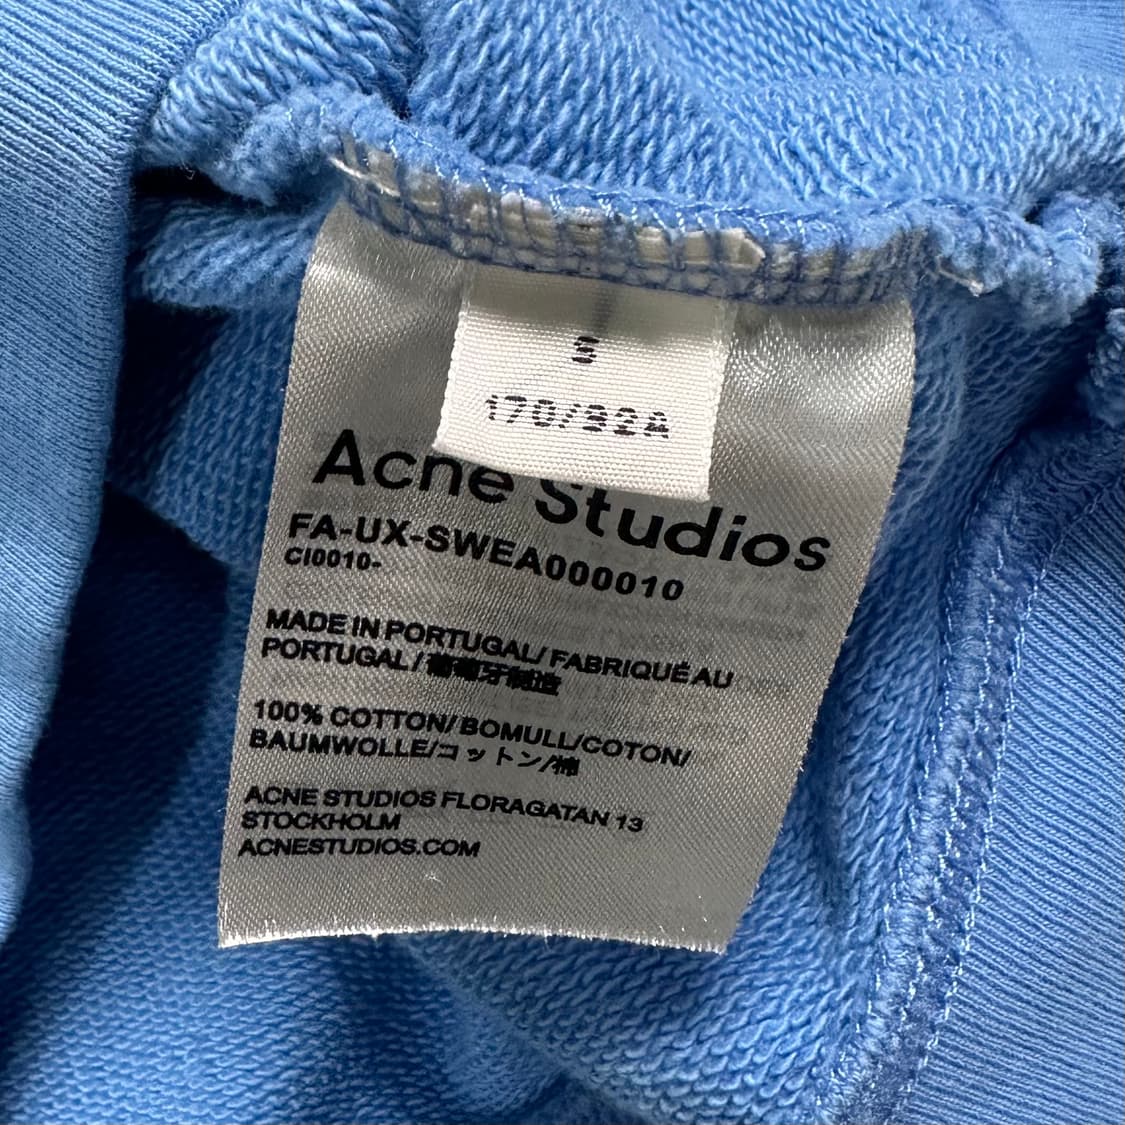 S
170/92A
Acne Studios
FA-UX-SWEA000010
CI0010-
MADE IN PORTUGAL/FABRIQUÉ AU
PORTUGAL/葡萄牙制造
100% COTTON/BOMULL/COTON/
BAUMWOLLE/コットン/棉
ACNE STUDIOS FLORAGATAN 13
STOCKHOLM
ACNESTUDIOS.COM